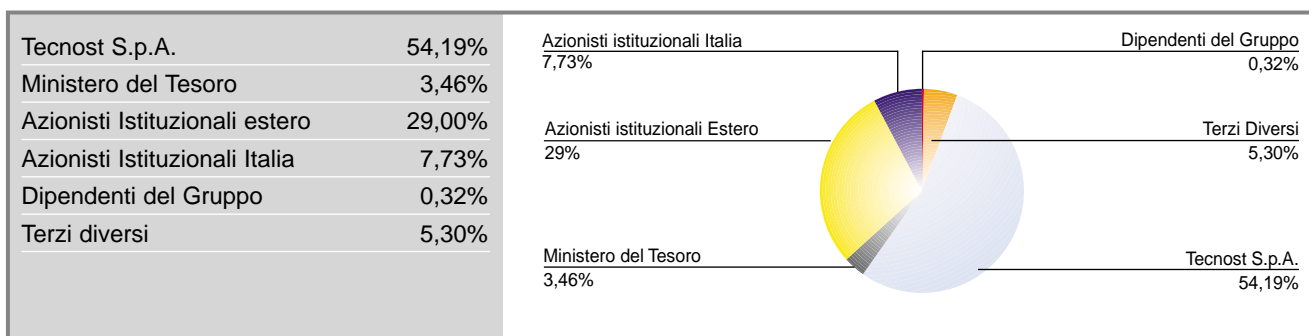 Tecnost S.p.A. 54,19%
Ministero del Tesoro 3,46%
Azionisti Istituzionali estero 29,00%
Azionisti Istituzionali Italia 7,73%
Dipendenti del Gruppo 0,32%
Terzi diversi 5,30%
Azionisti istituzionali Italia
7,73%
Dipendenti del Gruppo
0,32%
Azionisti istituzionali Estero
29%
Terzi Diversi
5,30%
Ministero del Tesoro
3,46%
Tecnost S.p.A.
54,19%